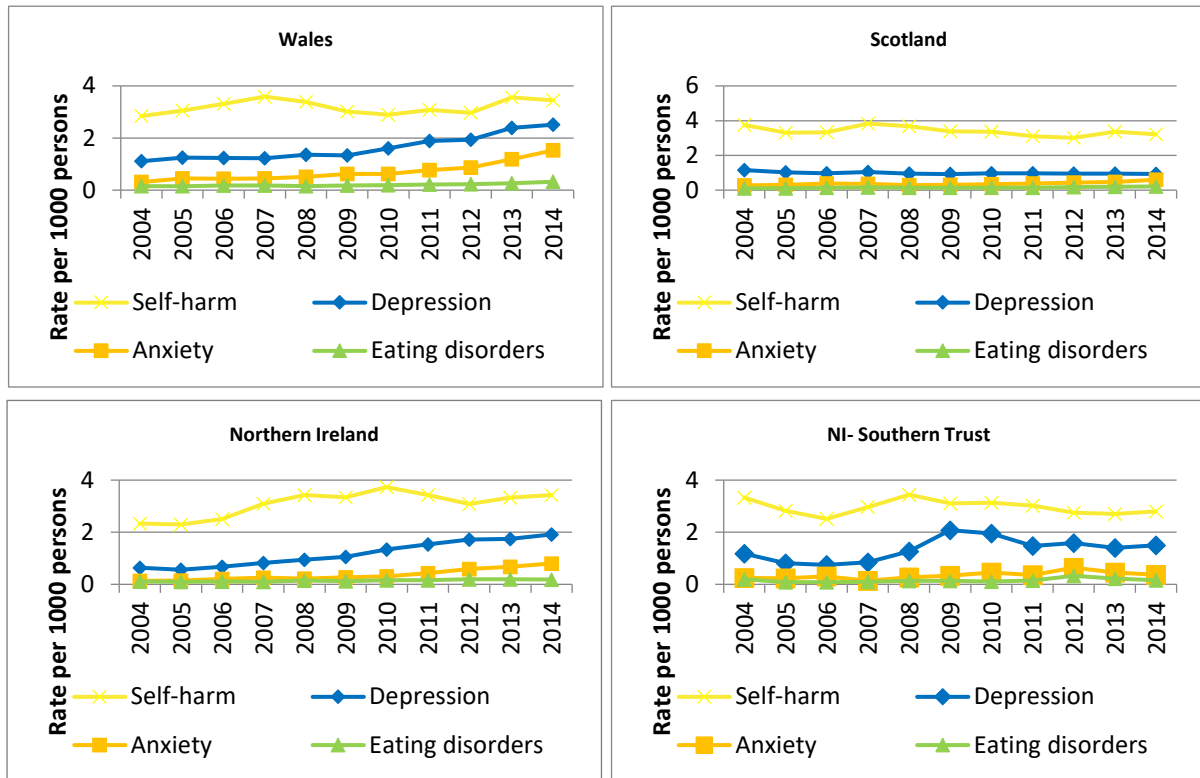 Wales
Rate per 1000 persons
4
2
0
2004 2005 2006 2007 2008 2009 2010 2011 2012 2013 2014
Self-harm Depression
Anxiety Eating disorders
Scotland
Rate per 1000 persons
6
4
2
0
2004 2005 2006 2007 2008 2009 2010 2011 2012 2013 2014
Self-harm Depression
Anxiety Eating disorders
Northern Ireland
Rate per 1000 persons
4
2
0
2004 2005 2006 2007 2008 2009 2010 2011 2012 2013 2014
Self-harm Depression
Anxiety Eating disorders
NI- Southern Trust
Rate per 1000 persons
4
2
0
2004 2005 2006 2007 2008 2009 2010 2011 2012 2013 2014
Self-harm Depression
Anxiety Eating disorders